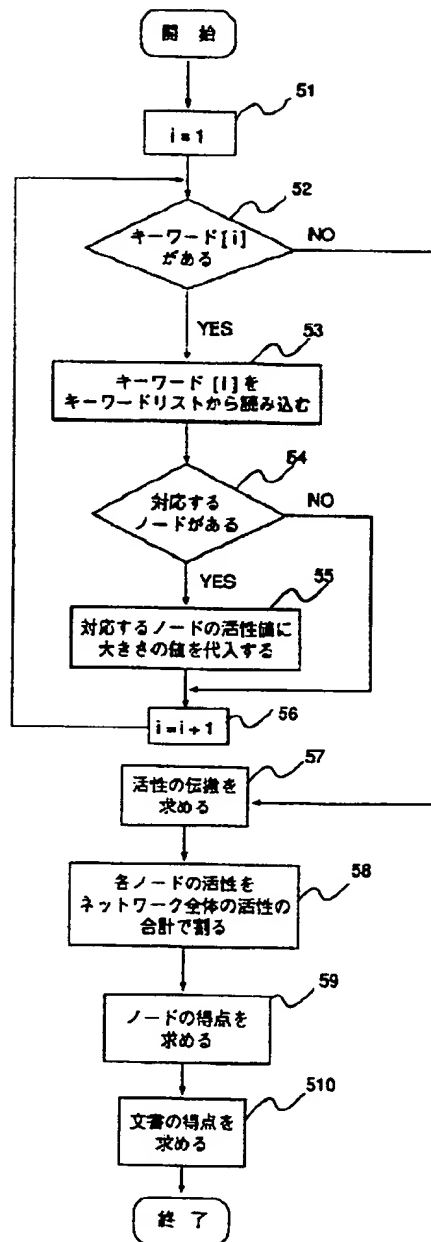 開 始
51
i = 1
52
キーワード [i]
がある
NO
YES
53
キーワード [i] を
キーワードリストから読み込む
54
対応する
ノードがある
NO
YES
55
対応するノードの活性値に
大ききの値を代入する
i = i + 1
56
57
活性の伝搬を
求める
58
各ノードの活性を
ネットワーク全体の活性の
合計で割る
59
ノードの得点を
求める
510
文書の得点を
求める
終 了